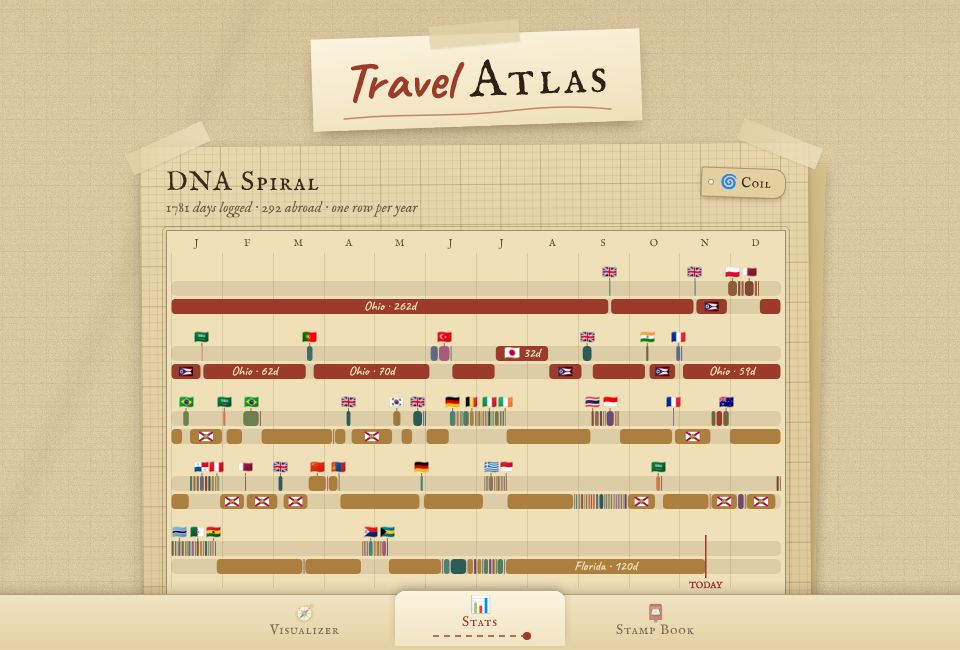 Travel Atlas
DNA Spiral
1781 days logged · 292 abroad · one row per year
Coil
J F M A M J J A S O N D
Ohio · 262d
32d
Ohio · 62d
Ohio · 70d
Ohio · 59d
Florida · 120d
TODAY
Visualizer
Stats
Stamp Book